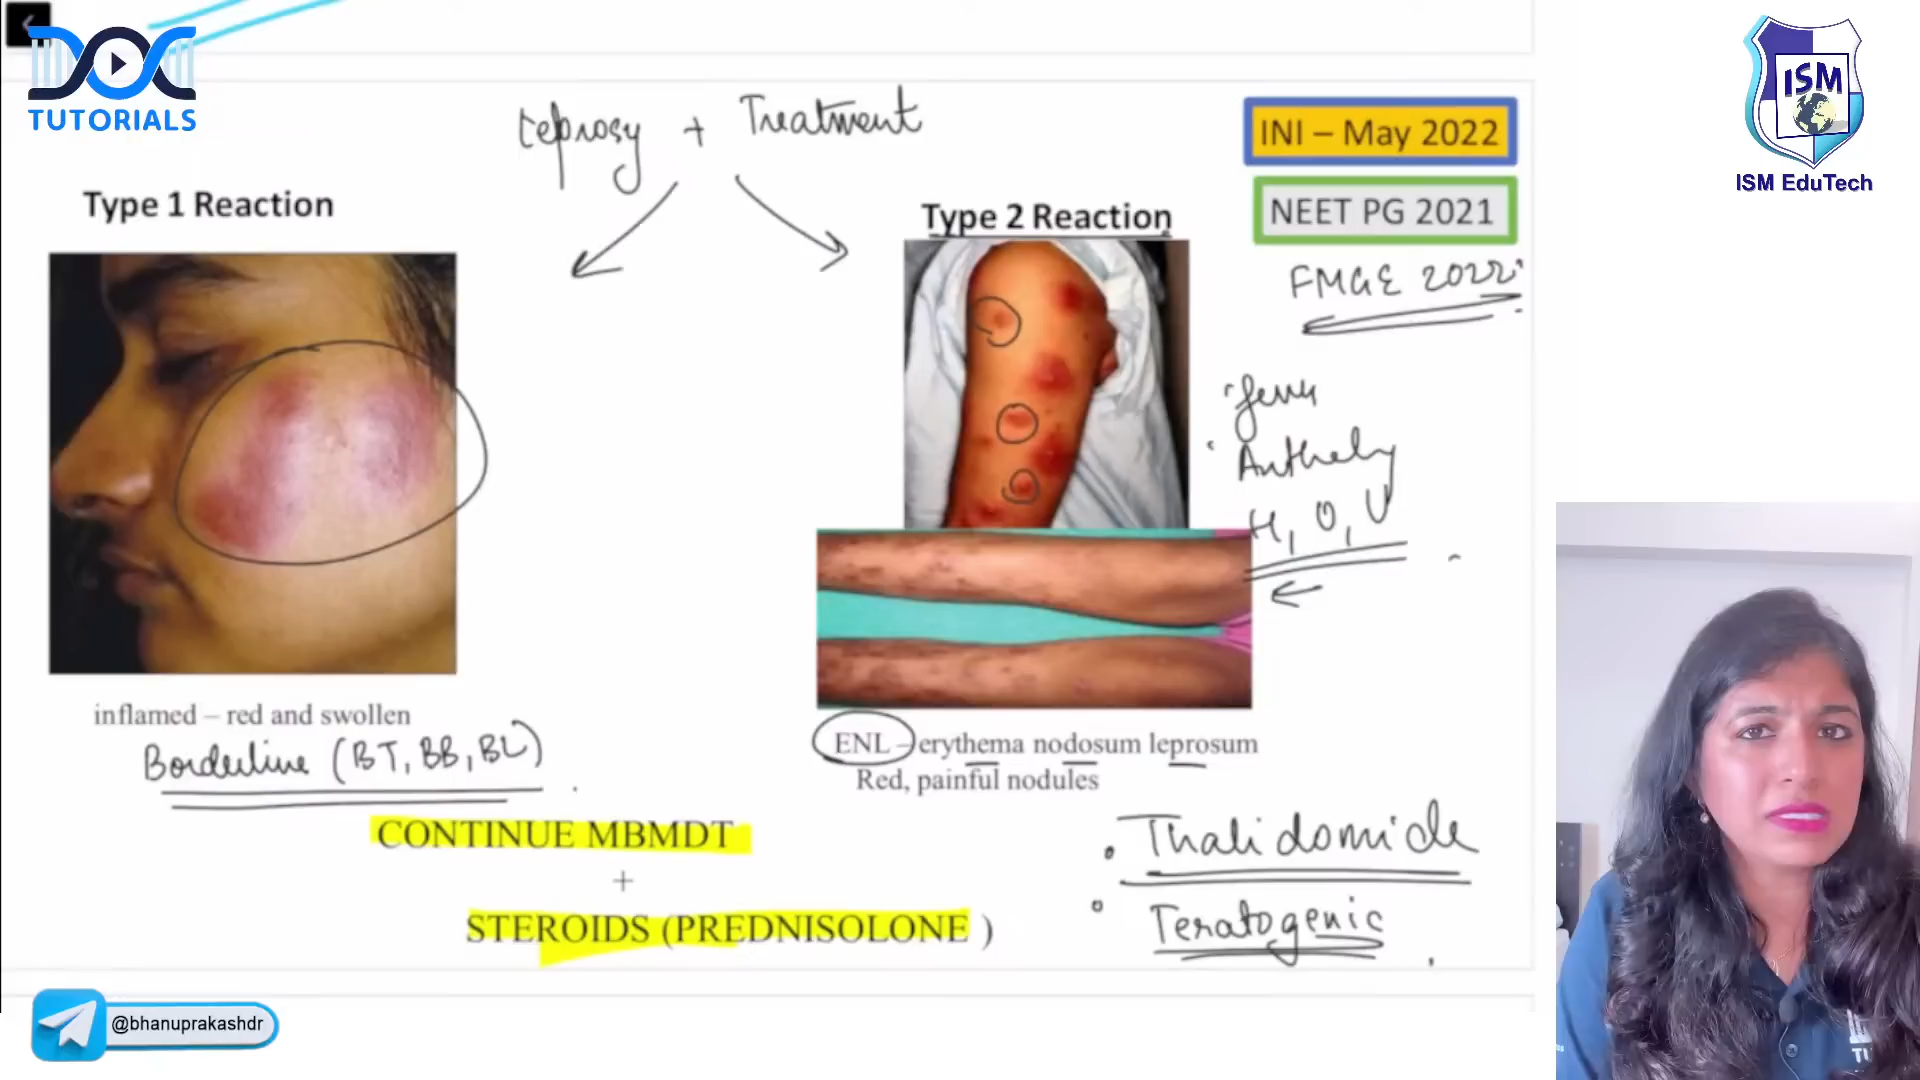 DOC
TUTORIALS
Leprosy + Treatment
INI – May 2022
ISM
ISM EduTech
Type 1 Reaction
Type 2 Reaction
NEET PG 2021
FMGE 2022
H, O, U
inflamed – red and swollen
Borderline (BT, BB, BL)
ENL – erythema nodosum leprosum
Red, painful nodules
CONTINUE MBMDT
+
STEROIDS (PREDNISOLONE )
Thalidomide
Teratogenic
@bhanuprakashdr